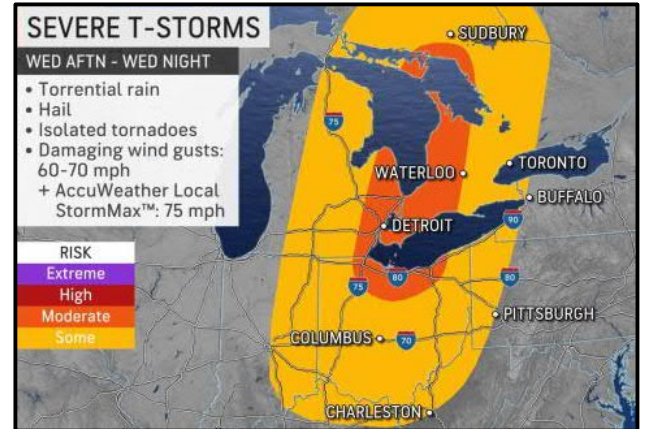 SEVERE T-STORMS
WED AFTN - WED NIGHT
• Torrential rain
• Hail
• Isolated tornadoes
• Damaging wind gusts:
60-70 mph
+ AccuWeather Local
StormMax™: 75 mph
RISK
Extreme
High
Moderate
Some
SUDBURY
75
TORONTO
WATERLOO
BUFFALO
DETROIT
90
80
80
75
PITTSBURGH
COLUMBUS
70
CHARLESTON